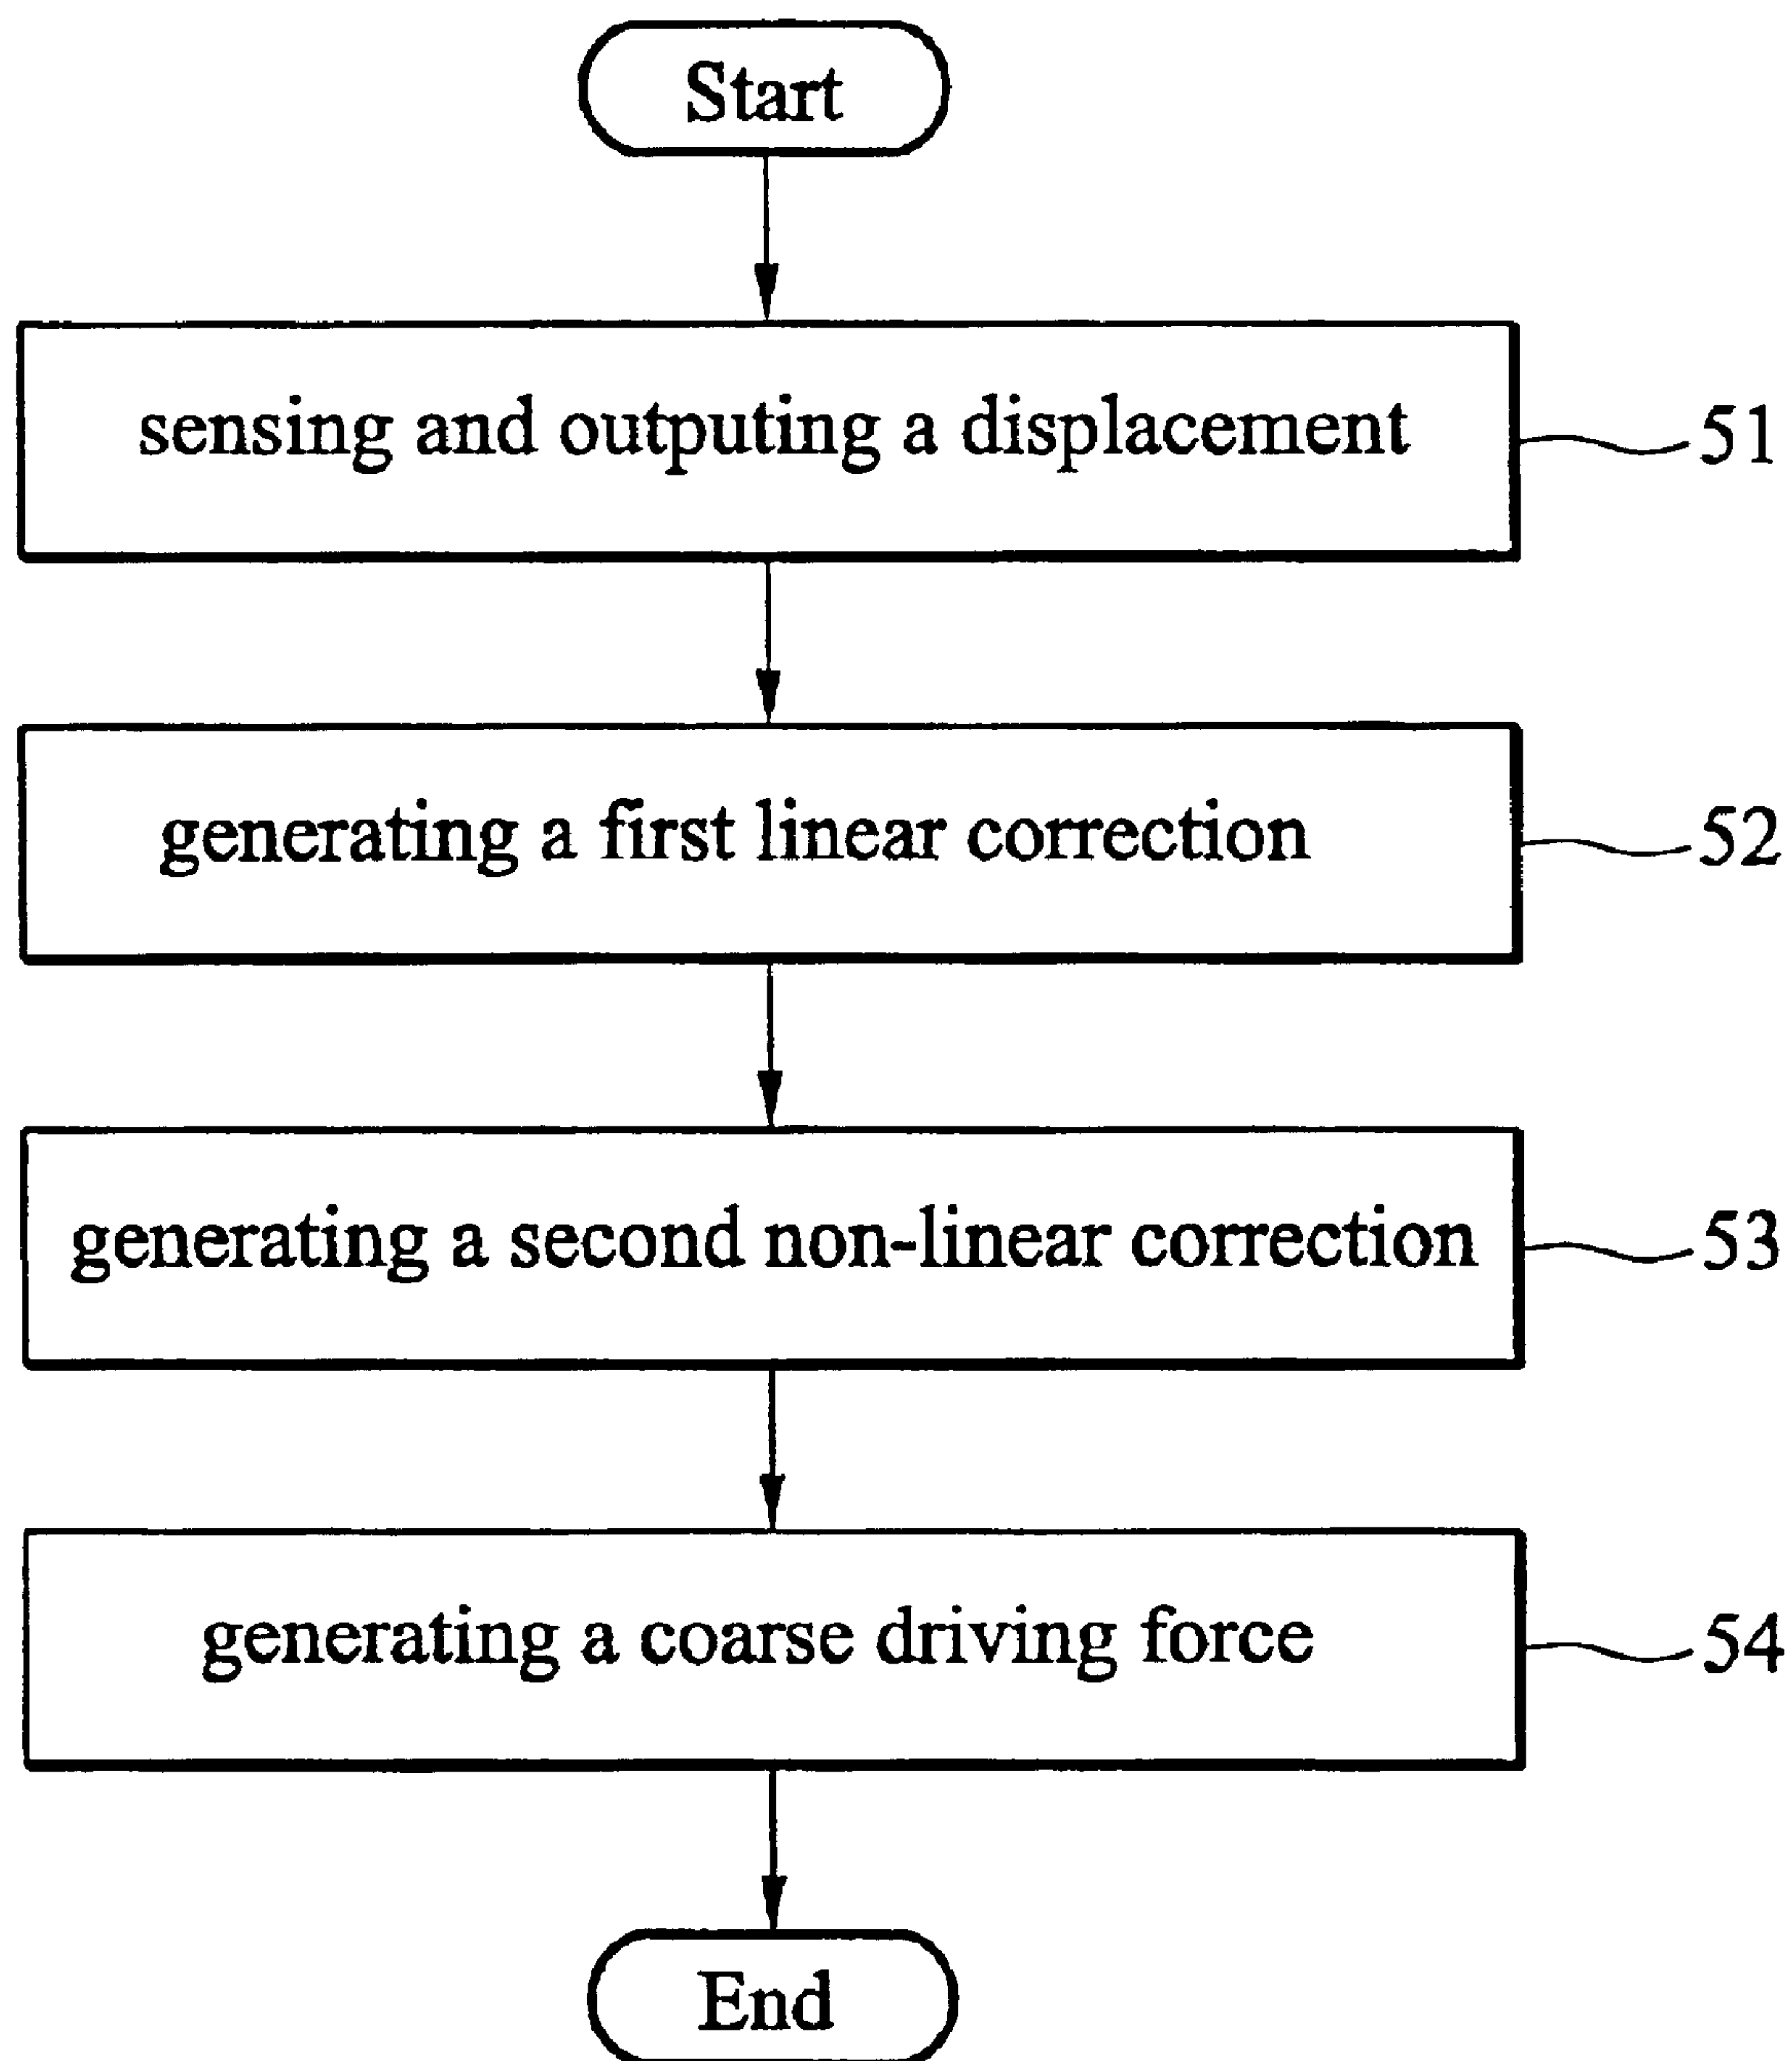 Start
sensing and outputing a displacement
51
generating a first linear correction
52
generating a second non-linear correction
53
generating a coarse driving force
54
End